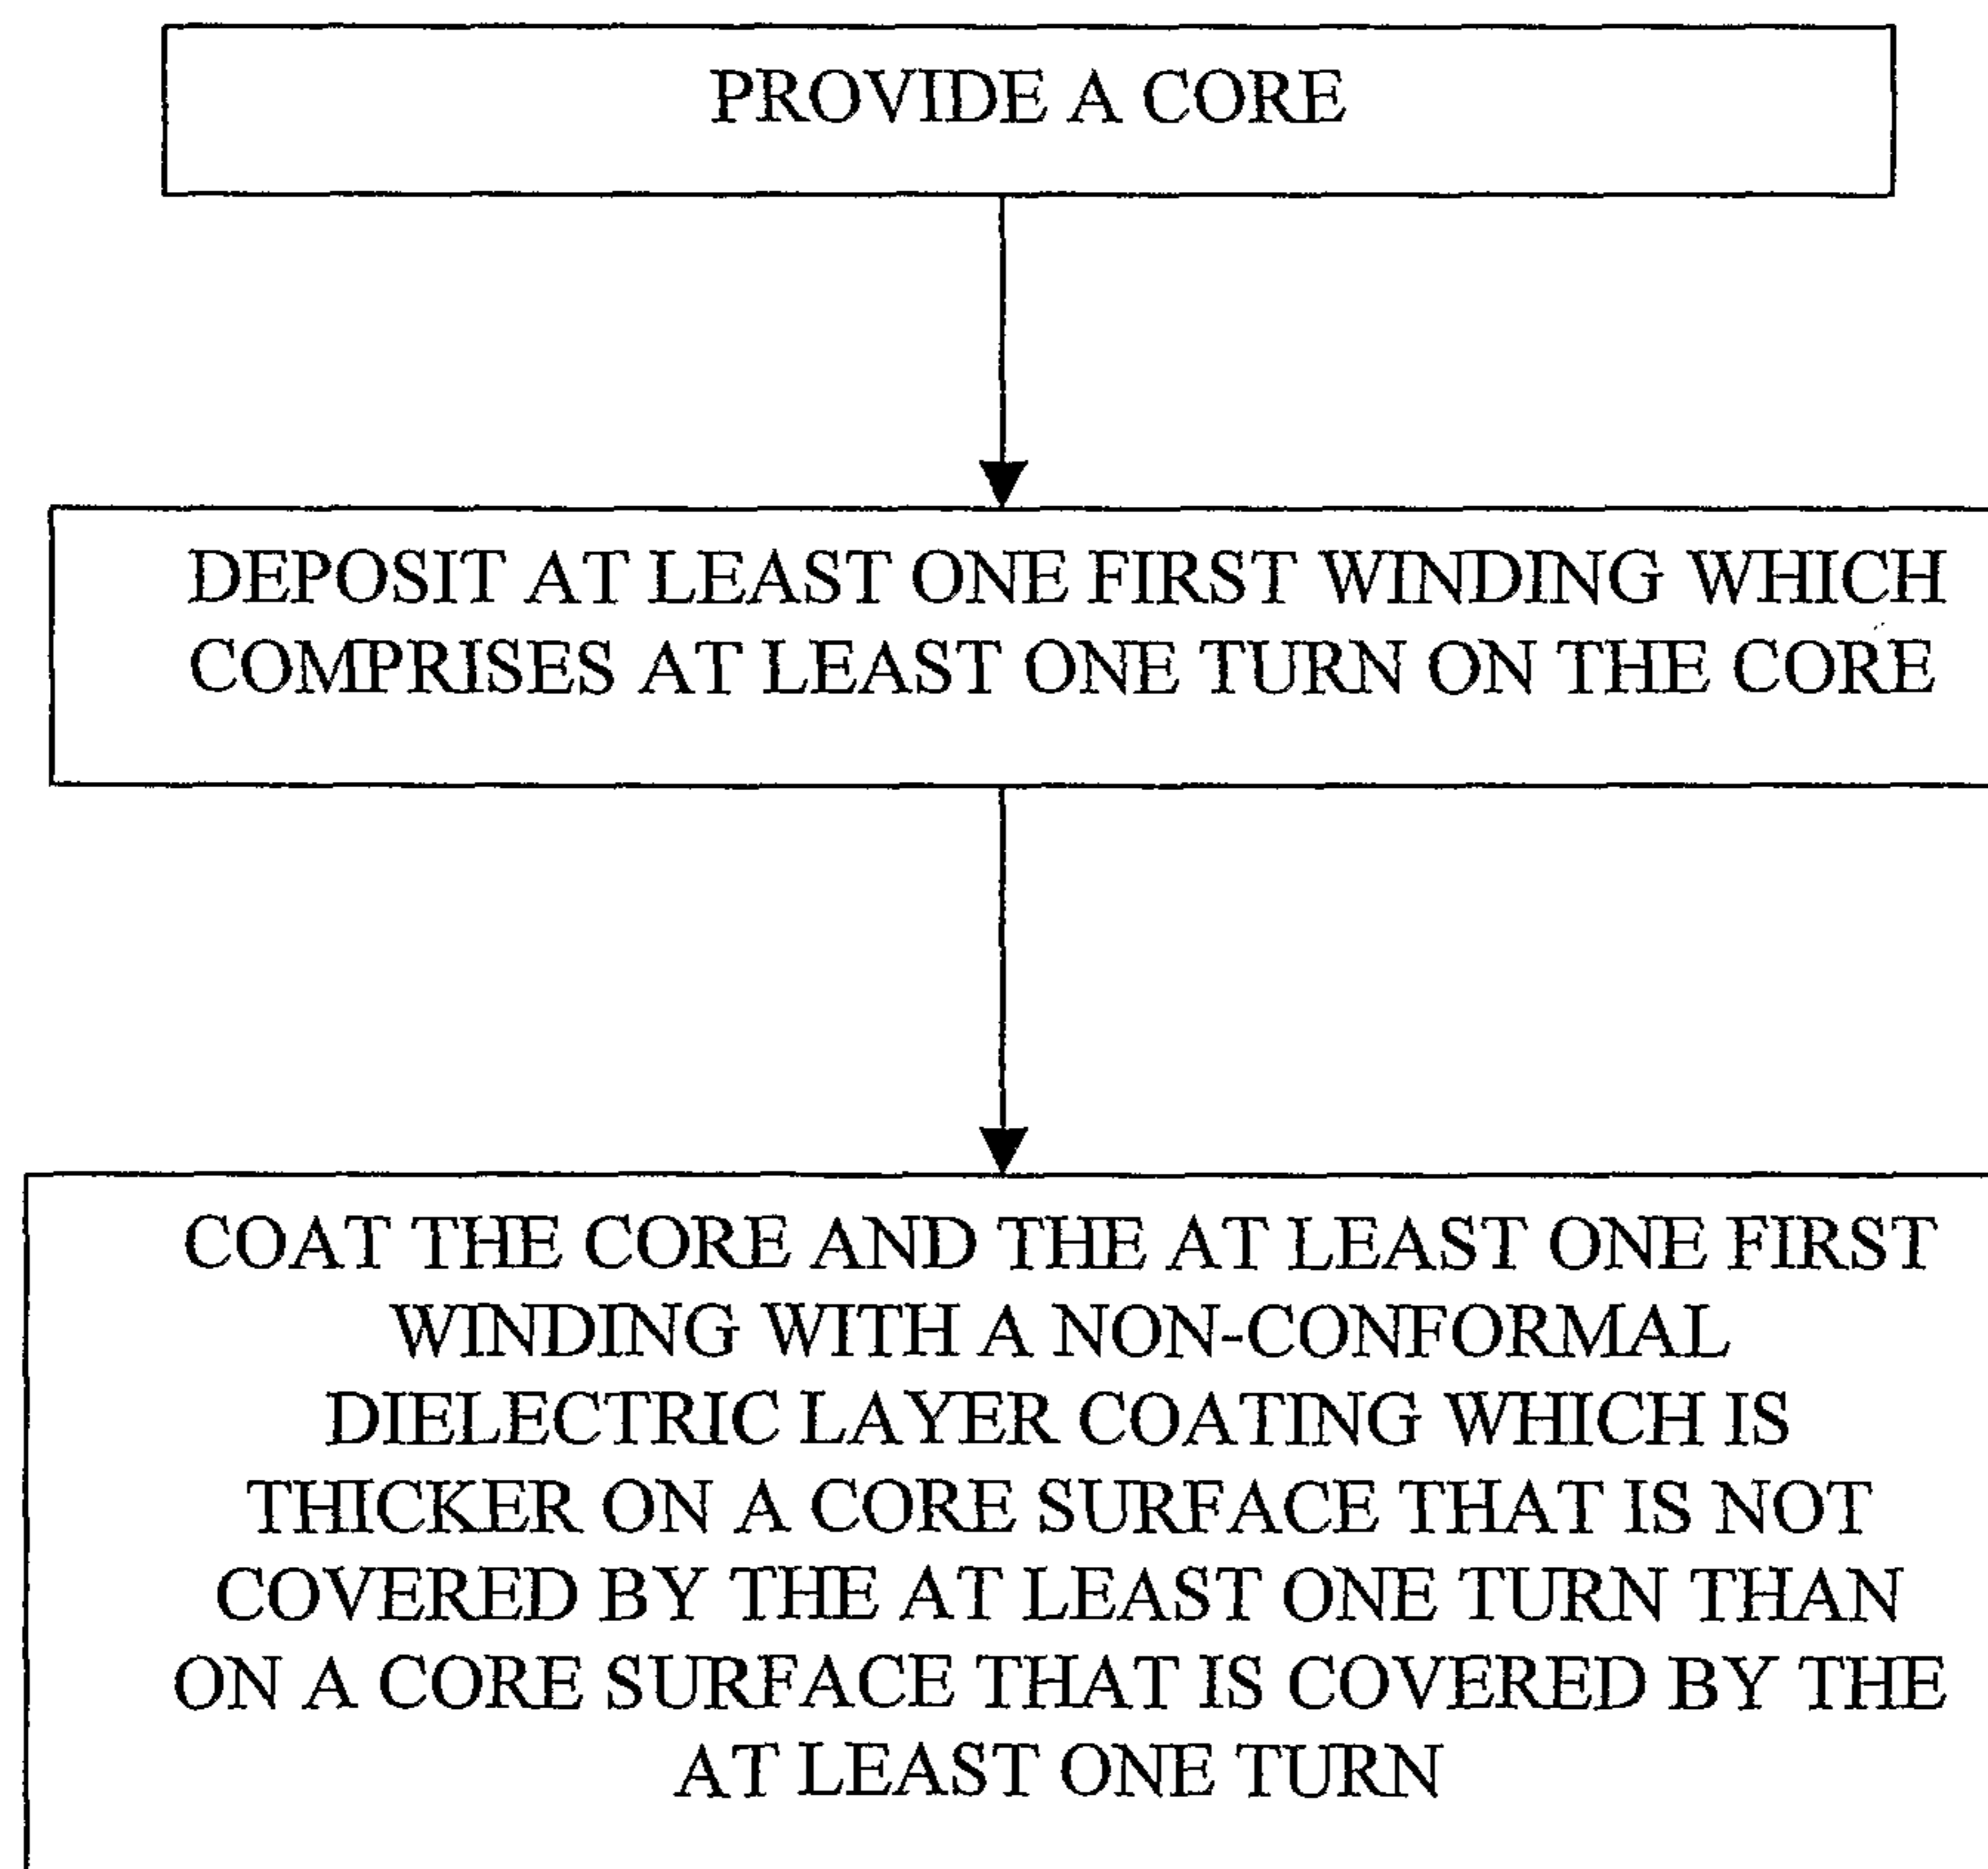 PROVIDE A CORE
DEPOSIT AT LEAST ONE FIRST WINDING WHICH
COMPRISES AT LEAST ONE TURN ON THE CORE
COAT THE CORE AND THE AT LEAST ONE FIRST
WINDING WITH A NON-CONFORMAL
DIELECTRIC LAYER COATING WHICH IS
THICKER ON A CORE SURFACE THAT IS NOT
COVERED BY THE AT LEAST ONE TURN THAN
ON A CORE SURFACE THAT IS COVERED BY THE
AT LEAST ONE TURN